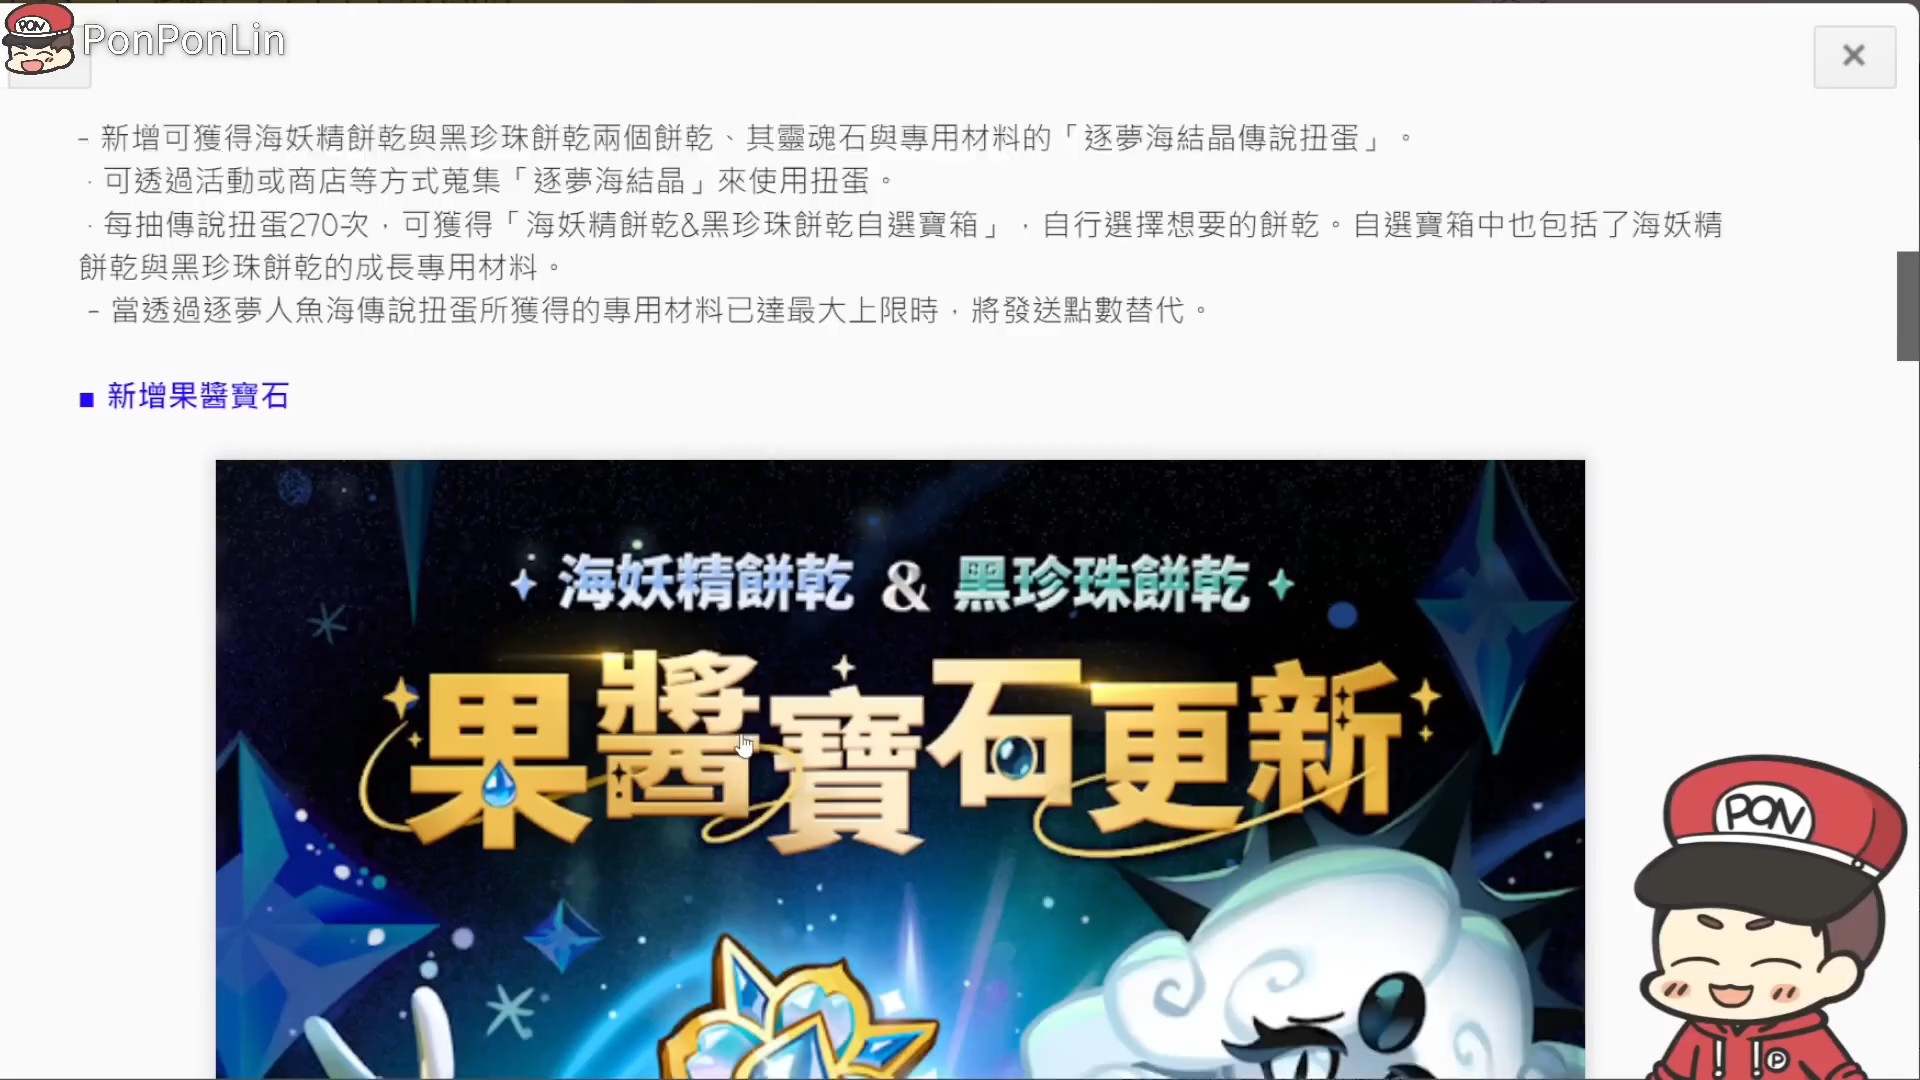 PON
PonPonLin
- 新增可獲得海妖精餅乾與黑珍珠餅乾兩個餅乾、其靈魂石與專用材料的「逐夢海結晶傳說扭蛋」。
· 可透過活動或商店等方式蒐集「逐夢海結晶」來使用扭蛋。
· 每抽傳說扭蛋270次，可獲得「海妖精餅乾&黑珍珠餅乾自選寶箱」，自行選擇想要的餅乾。自選寶箱中也包括了海妖精
餅乾與黑珍珠餅乾的成長專用材料。
- 當透過逐夢人魚海傳說扭蛋所獲得的專用材料已達最大上限時，將發送點數替代。
■ 新增果醬寶石
海妖精餅乾 & 黑珍珠餅乾
果醬寶石更新
PON
P